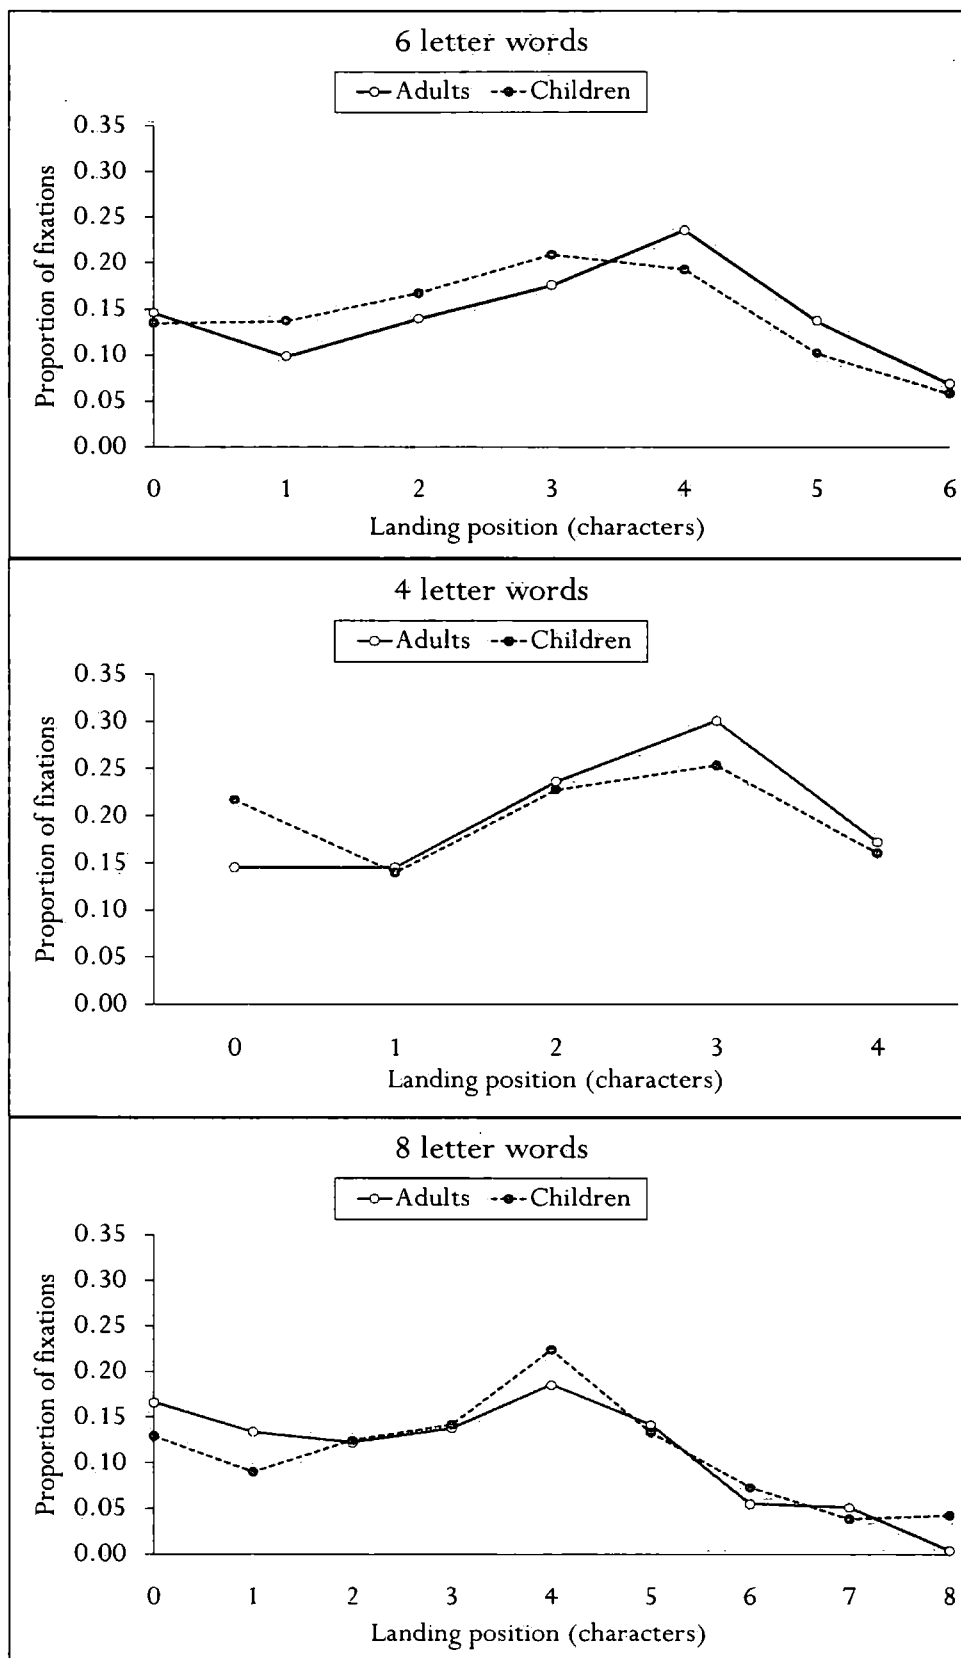 6 letter words
Adults Children
Proportion of fixations
0.35
0.30
0.25
0.20
0.15
0.10
0.05
0.00
0 1 2 3 4 5 6
Landing position (characters)
4 letter words
Adults Children
Proportion of fixations
0.35
0.30
0.25
0.20
0.15
0.10
0.05
0.00
0 1 2 3 4
Landing position (characters)
8 letter words
Adults Children
Proportion of fixations
0.35
0.30
0.25
0.20
0.15
0.10
0.05
0.00
0 1 2 3 4 5 6 7 8
Landing position (characters)